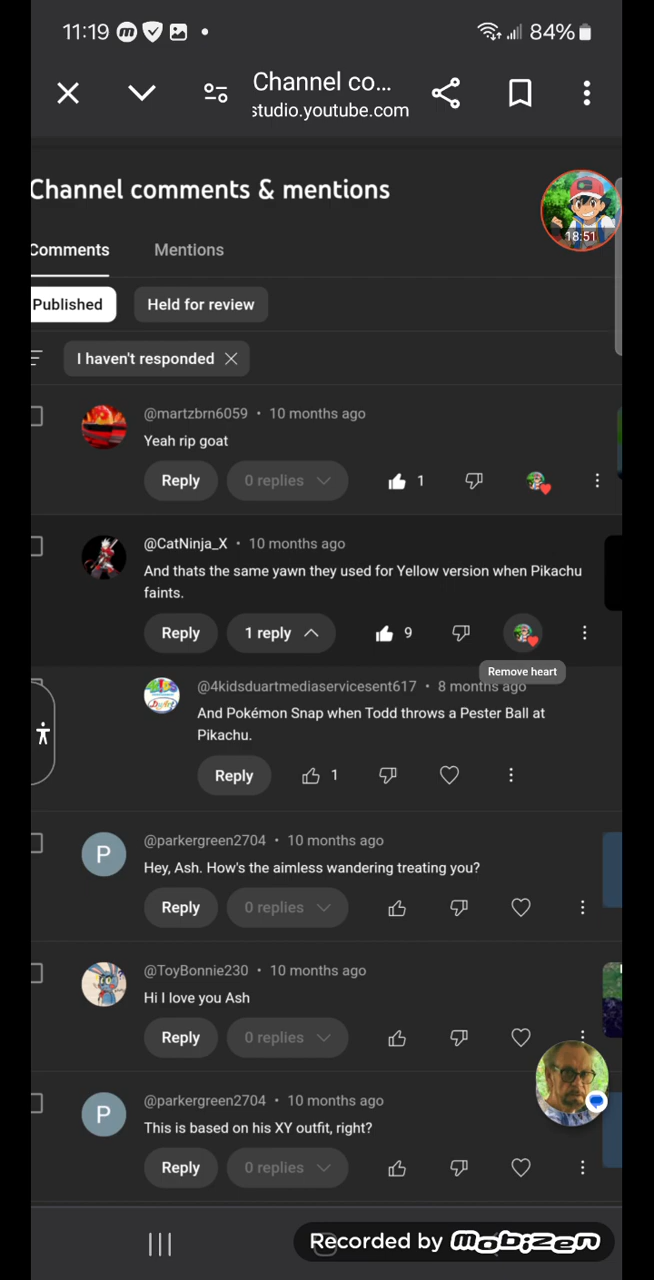 11:19
84%
Channel co...
studio.youtube.com
Channel comments & mentions
18:51
Comments
Mentions
Published
Held for review
I haven't responded
@martzbrn6059 • 10 months ago
Yeah rip goat
Reply
0 replies
1
@CatNinja_X • 10 months ago
And thats the same yawn they used for Yellow version when Pikachu
faints.
Reply
1 reply
9
Remove heart
@4kidsduartmediaservicesent617 • 8 months ago
And Pokémon Snap when Todd throws a Pester Ball at
Pikachu.
Reply
1
P
@parkergreen2704 • 10 months ago
Hey, Ash. How's the aimless wandering treating you?
Reply
0 replies
@ToyBonnie230 • 10 months ago
Hi I love you Ash
Reply
0 replies
P
@parkergreen2704 • 10 months ago
This is based on his XY outfit, right?
Reply
0 replies
Recorded by mobizen